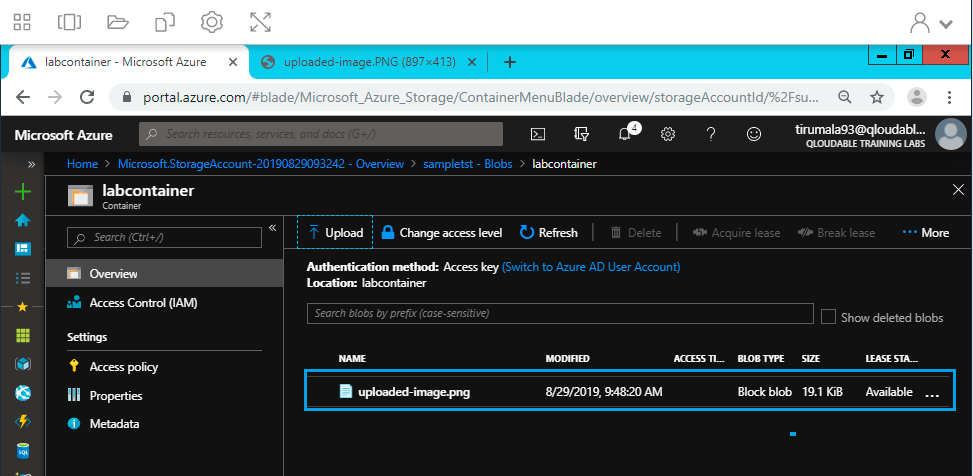 labcontainer - Microsoft Azure
uploaded-image.PNG (897×413)
portal.azure.com/#blade/Microsoft_Azure_Storage/ContainerMenuBlade/overview/storageAccountId/%2Fsu...
Microsoft Azure
Search resources, services, and docs (G+/)
4
tirumala93@qloudabl...
QLOUDABLE TRAINING LABS
Home > Microsoft.StorageAccount-20190829093242 - Overview > sampletst - Blobs > labcontainer
labcontainer
Container
Search (Ctrl+/)
Overview
Access Control (IAM)
Settings
Access policy
Properties
Metadata
Upload Change access level Refresh Delete Acquire lease Break lease ... More
Authentication method: Access key (Switch to Azure AD User Account)
Location: labcontainer
Search blobs by prefix (case-sensitive)
Show deleted blobs
NAME MODIFIED ACCESS TI... BLOB TYPE SIZE LEASE STA...
uploaded-image.png 8/29/2019, 9:48:20 AM Block blob 19.1 KiB Available ...
SQL